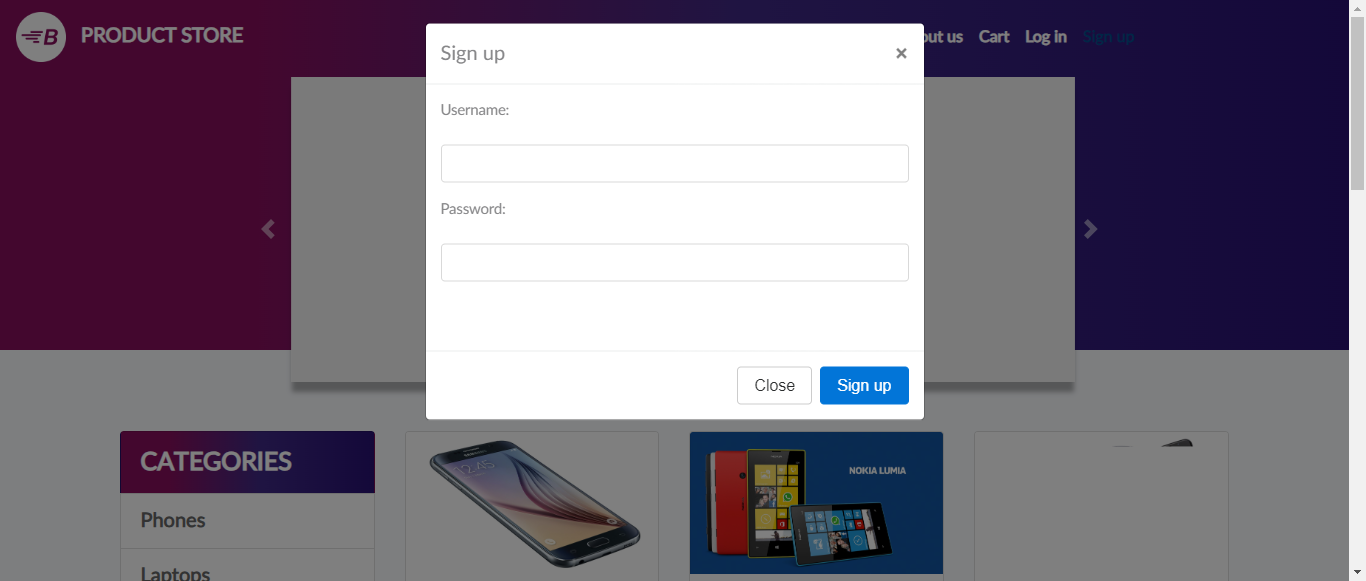 B PRODUCT STORE
out us Cart Log in Sign up
Sign up ×
Username:
Password:
Close Sign up
CATEGORIES
Phones
Laptops
12:45
NOKIA LUMIA